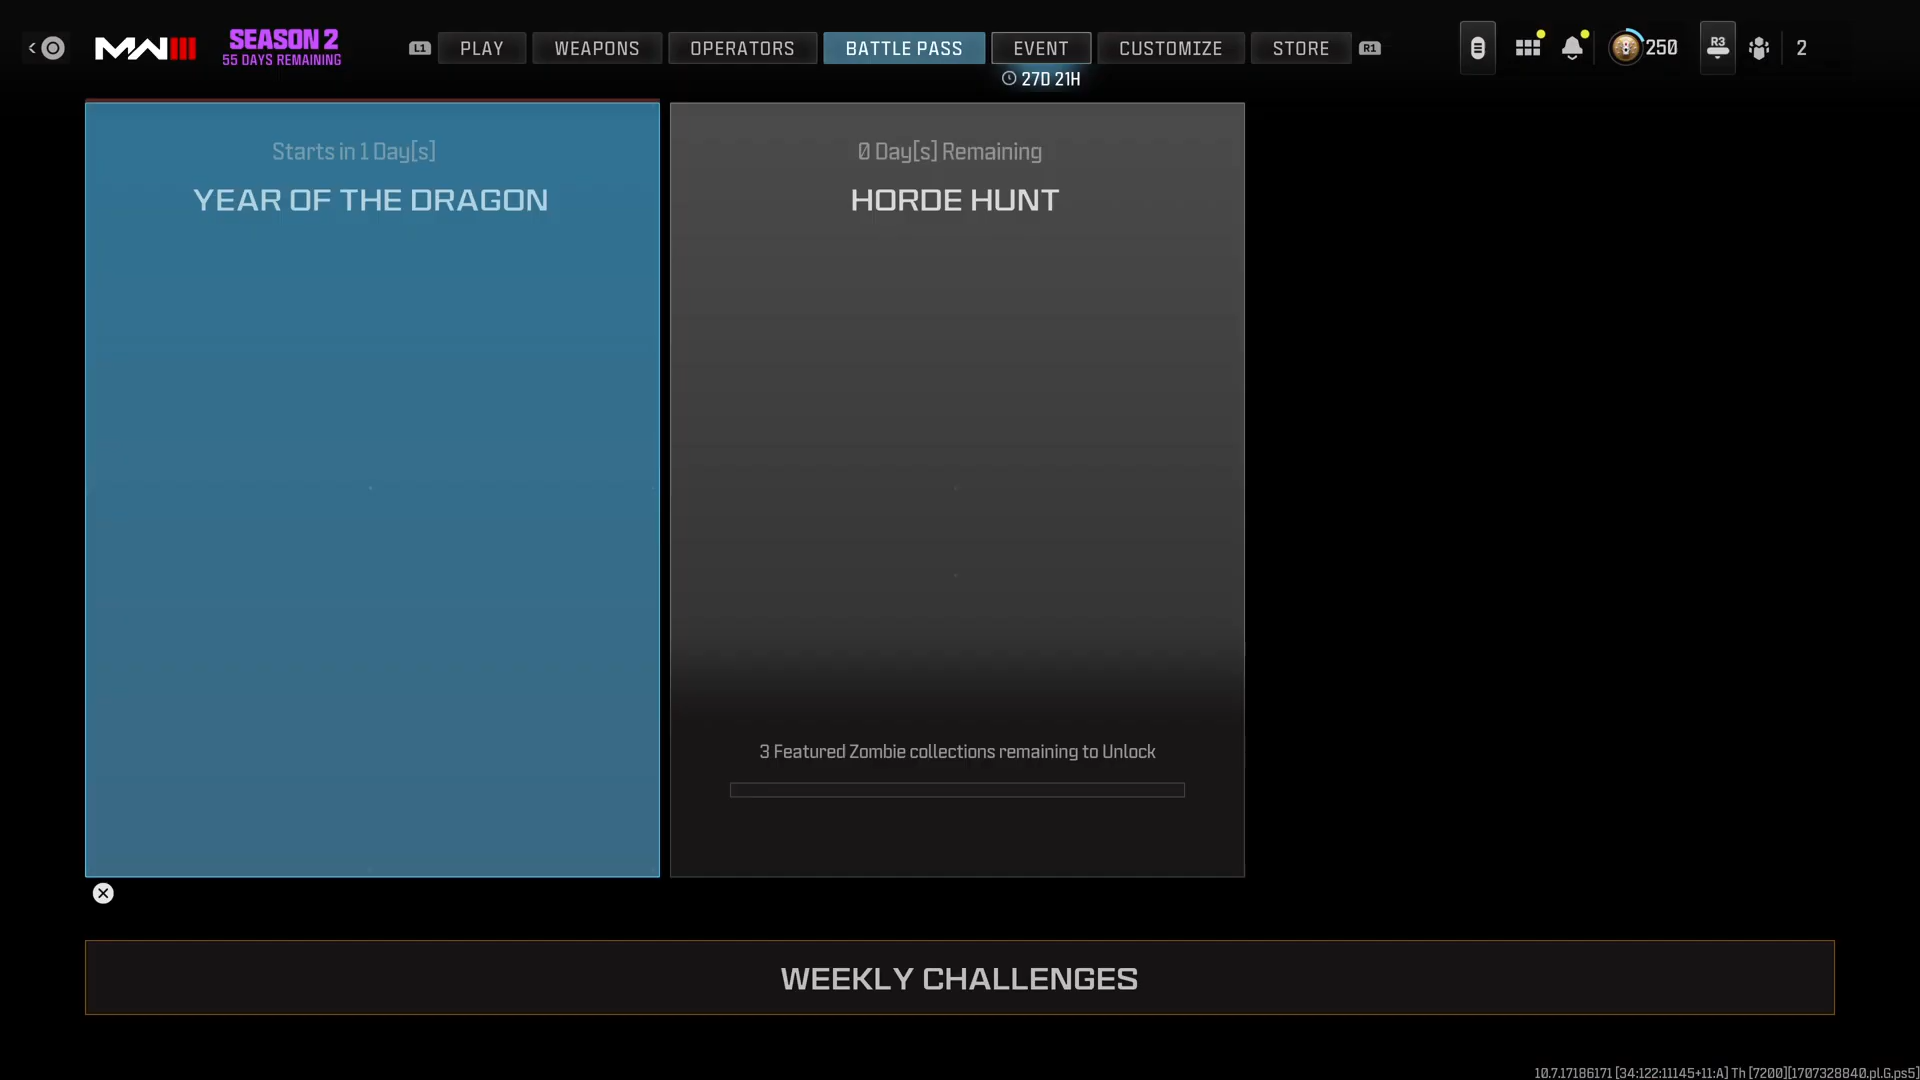 MWIII
SEASON 2
55 DAYS REMAINING
L1
PLAY
WEAPONS
OPERATORS
BATTLE PASS
EVENT
CUSTOMIZE
STORE
R1
250
R3
2
27D 21H
Starts in 1 Day[s]
YEAR OF THE DRAGON
0 Day[s] Remaining
HORDE HUNT
3 Featured Zombie collections remaining to Unlock
WEEKLY CHALLENGES
10.7.17186171 [34:122:11145+11:A] Th [7200][1707328840.pl.G.ps5]